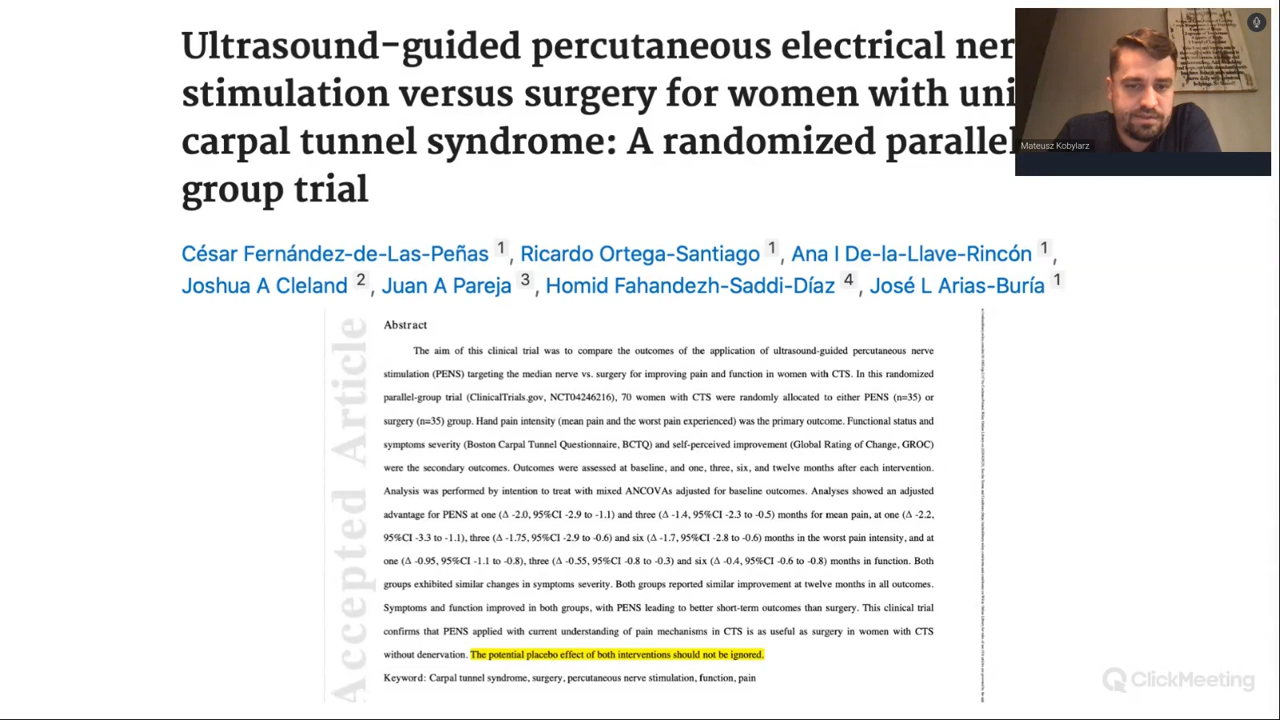 Ultrasound-guided percutaneous electrical ner
stimulation versus surgery for women with uni
carpal tunnel syndrome: A randomized parallel
group trial
Mateusz Kobylarz
César Fernández-de-Las-Peñas 1, Ricardo Ortega-Santiago 1, Ana I De-la-Llave-Rincón 1,
Joshua A Cleland 2, Juan A Pareja 3, Homid Fahandezh-Saddi-Díaz 4, José L Arias-Buría 1
Accepted Article
Abstract
The aim of this clinical trial was to compare the outcomes of the application of ultrasound-guided percutaneous nerve
stimulation (PENS) targeting the median nerve vs. surgery for improving pain and function in women with CTS. In this randomized
parallel-group trial (ClinicalTrials.gov, NCT04246216), 70 women with CTS were randomly allocated to either PENS (n=35) or
surgery (n=35) group. Hand pain intensity (mean pain and the worst pain experienced) was the primary outcome. Functional status and
symptoms severity (Boston Carpal Tunnel Questionnaire, BCTQ) and self-perceived improvement (Global Rating of Change, GROC)
were the secondary outcomes. Outcomes were assessed at baseline, and one, three, six, and twelve months after each intervention.
Analysis was performed by intention to treat with mixed ANCOVAs adjusted for baseline outcomes. Analyses showed an adjusted
advantage for PENS at one (Δ -2.0, 95%CI -2.9 to -1.1) and three (Δ -1.4, 95%CI -2.3 to -0.5) months for mean pain, at one (Δ -2.2,
95%CI -3.3 to -1.1), three (Δ -1.75, 95%CI -2.9 to -0.6) and six (Δ -1.7, 95%CI -2.8 to -0.6) months in the worst pain intensity, and at
one (Δ -0.95, 95%CI -1.1 to -0.8), three (Δ -0.55, 95%CI -0.8 to -0.3) and six (Δ -0.4, 95%CI -0.6 to -0.8) months in function. Both
groups exhibited similar changes in symptoms severity. Both groups reported similar improvement at twelve months in all outcomes.
Symptoms and function improved in both groups, with PENS leading to better short-term outcomes than surgery. This clinical trial
confirms that PENS applied with current understanding of pain mechanisms in CTS is as useful as surgery in women with CTS
without denervation. The potential placebo effect of both interventions should not be ignored.
Keyword: Carpal tunnel syndrome, surgery, percutaneous nerve stimulation, function, pain
ClickMeeting